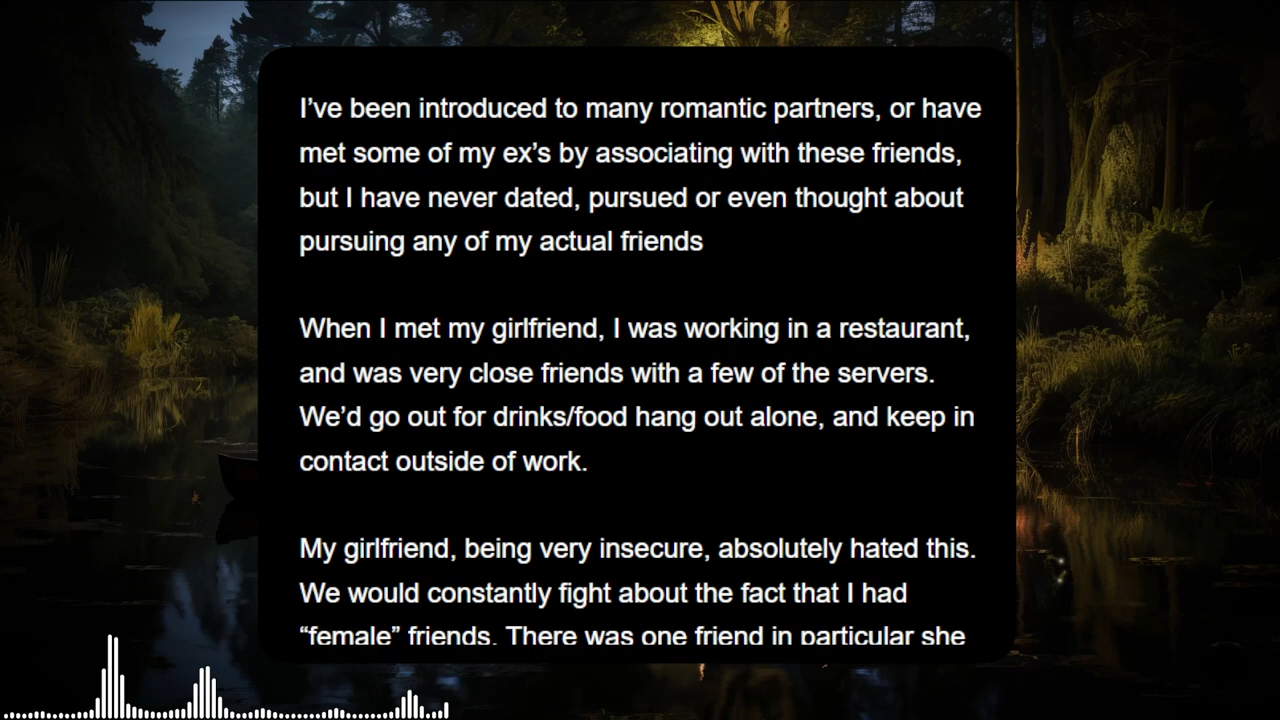 I’ve been introduced to many romantic partners, or have
met some of my ex’s by associating with these friends,
but I have never dated, pursued or even thought about
pursuing any of my actual friends
When I met my girlfriend, I was working in a restaurant,
and was very close friends with a few of the servers.
We’d go out for drinks/food hang out alone, and keep in
contact outside of work.
My girlfriend, being very insecure, absolutely hated this.
We would constantly fight about the fact that I had
“female” friends. There was one friend in particular she